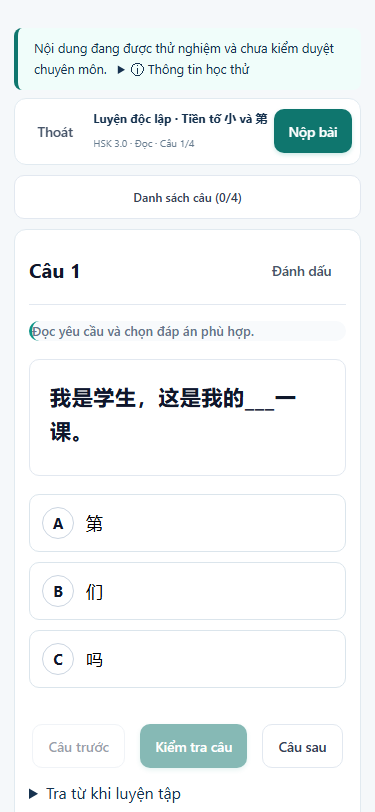 Nội dung đang được thử nghiệm và chưa kiểm duyệt
chuyên môn. ▶ ⓘ Thông tin học thử
Thoát
Luyện độc lập · Tiền tố 小 và 第
HSK 3.0 · Đọc · Câu 1/4
Nộp bài
Danh sách câu (0/4)
Câu 1
Đánh dấu
Đọc yêu cầu và chọn đáp án phù hợp.
我是学生，这是我的___一
课。
A 第
B 们
C 吗
Câu trước
Kiểm tra câu
Câu sau
▶ Tra từ khi luyện tập